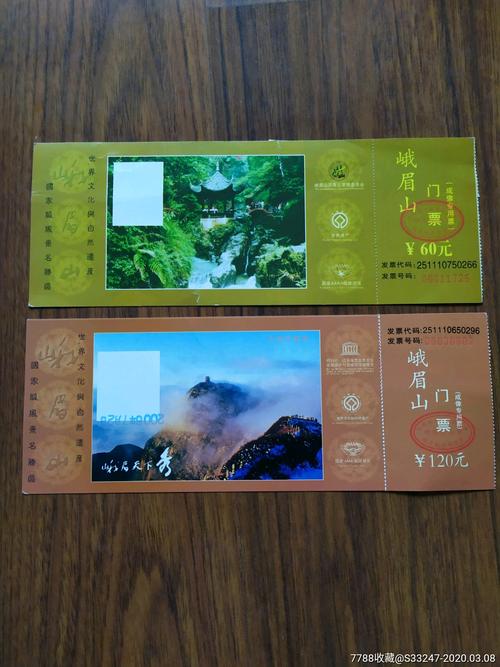 峨眉山
世界文化與自然遺產
國家級風景名勝區
峨眉山
门票
(成像专用票)
￥60元
发票代码:251110750266
发票号码:
峨眉山
世界文化與自然遺產
國家級風景名勝區
峨眉天下秀
发票代码:251110650296
发票号码:
峨眉山
门票
(成像专用票)
￥120元
7788收藏@S33247-2020.03.08